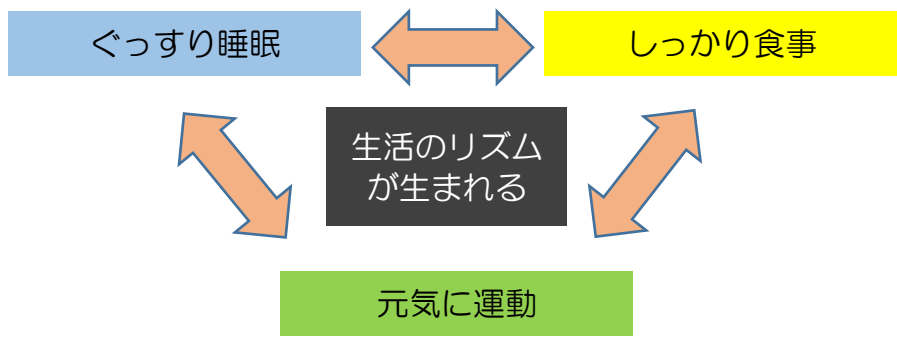 ぐっすり睡眠
しっかり食事
生活のリズム
が生まれる
元気に運動